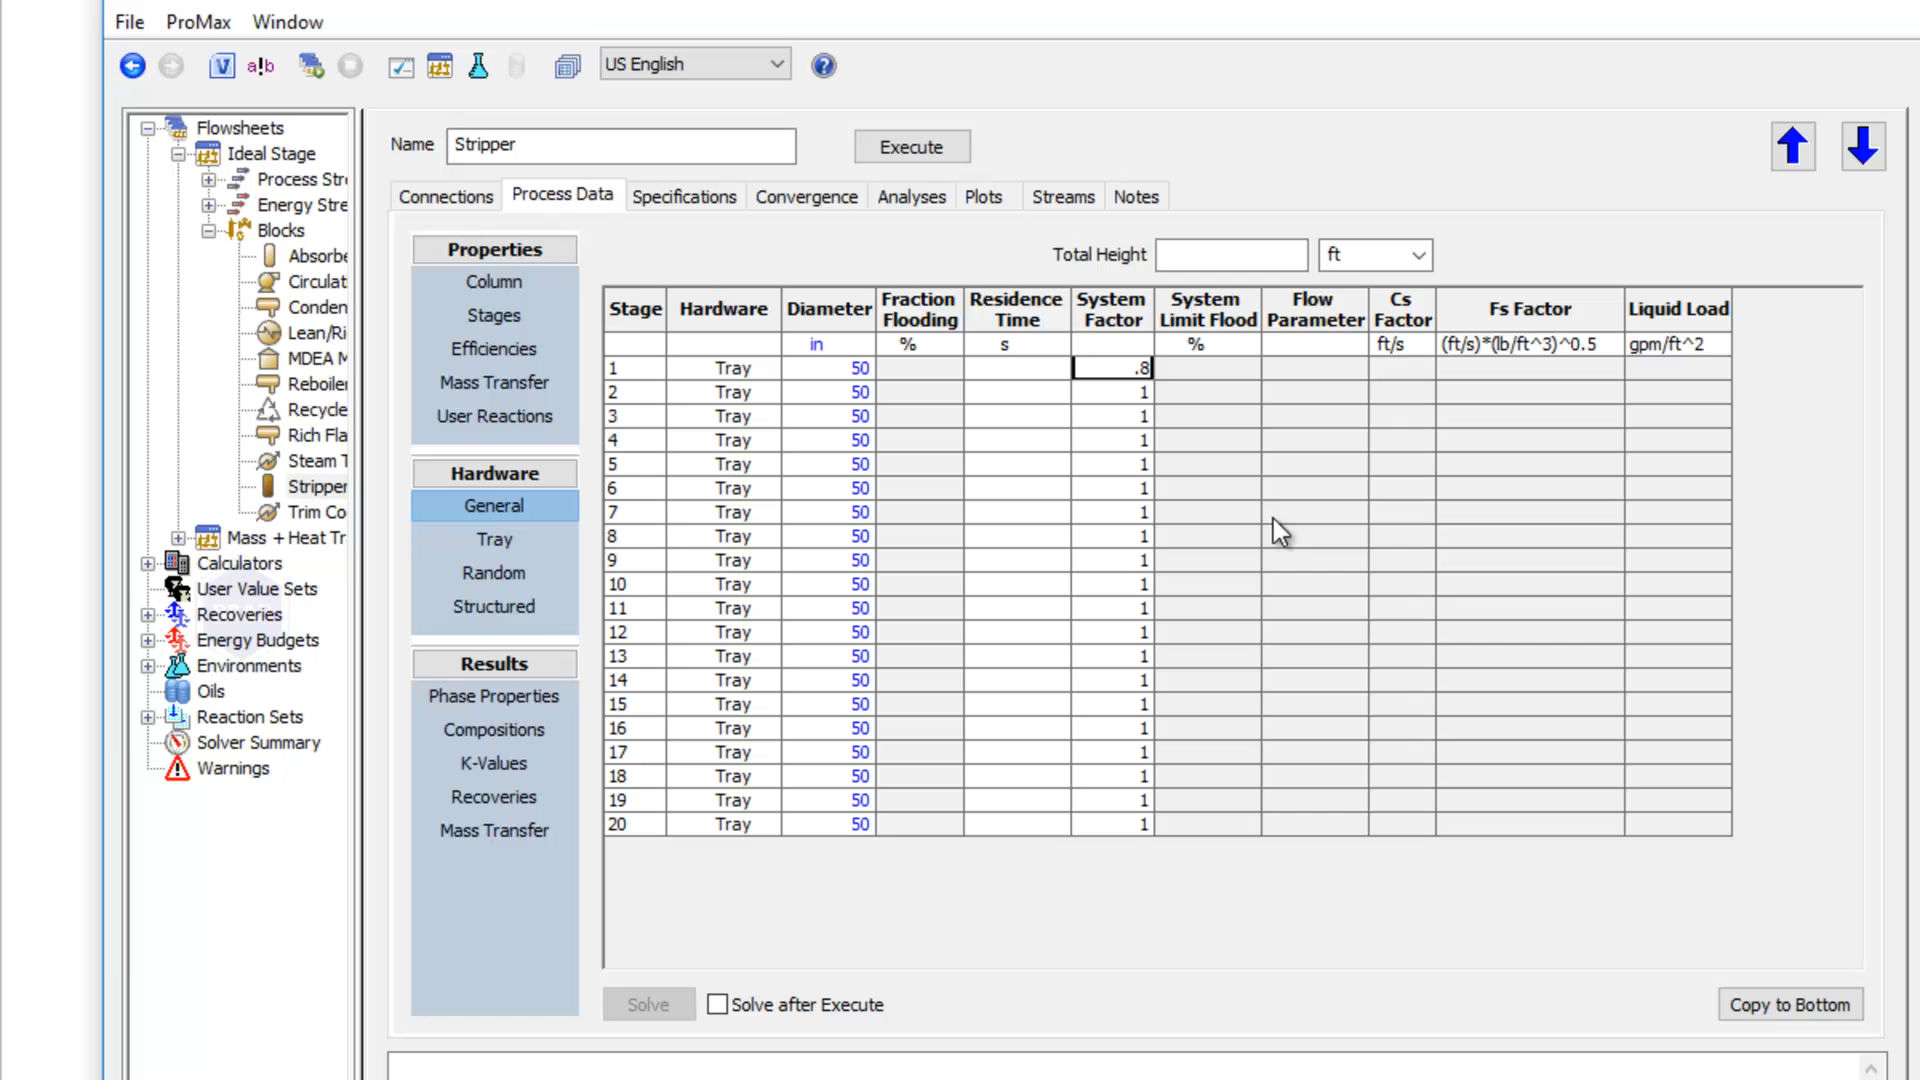 File ProMax Window
a!b US English
Flowsheets
Ideal Stage
Process Str
Energy Stre
Blocks
Absorbe
Circulat
Conden
Lean/Ri
MDEA M
Reboiler
Recycle
Rich Fla
Steam T
Stripper
Trim Co
Mass + Heat Tr
Calculators
User Value Sets
Recoveries
Energy Budgets
Environments
Oils
Reaction Sets
Solver Summary
Warnings
Name Stripper Execute
Connections Process Data Specifications Convergence Analyses Plots Streams Notes
Properties
Column
Stages
Efficiencies
Mass Transfer
User Reactions
Hardware
General
Tray
Random
Structured
Results
Phase Properties
Compositions
K-Values
Recoveries
Mass Transfer
Total Height ft
Stage Hardware Diameter Fraction Flooding Residence Time System Factor System Limit Flood Flow Parameter Cs Factor Fs Factor Liquid Load
in % s % ft/s (ft/s)*(lb/ft^3)^0.5 gpm/ft^2
1 Tray 50 .8
2 Tray 50 1
3 Tray 50 1
4 Tray 50 1
5 Tray 50 1
6 Tray 50 1
7 Tray 50 1
8 Tray 50 1
9 Tray 50 1
10 Tray 50 1
11 Tray 50 1
12 Tray 50 1
13 Tray 50 1
14 Tray 50 1
15 Tray 50 1
16 Tray 50 1
17 Tray 50 1
18 Tray 50 1
19 Tray 50 1
20 Tray 50 1
Solve Solve after Execute Copy to Bottom